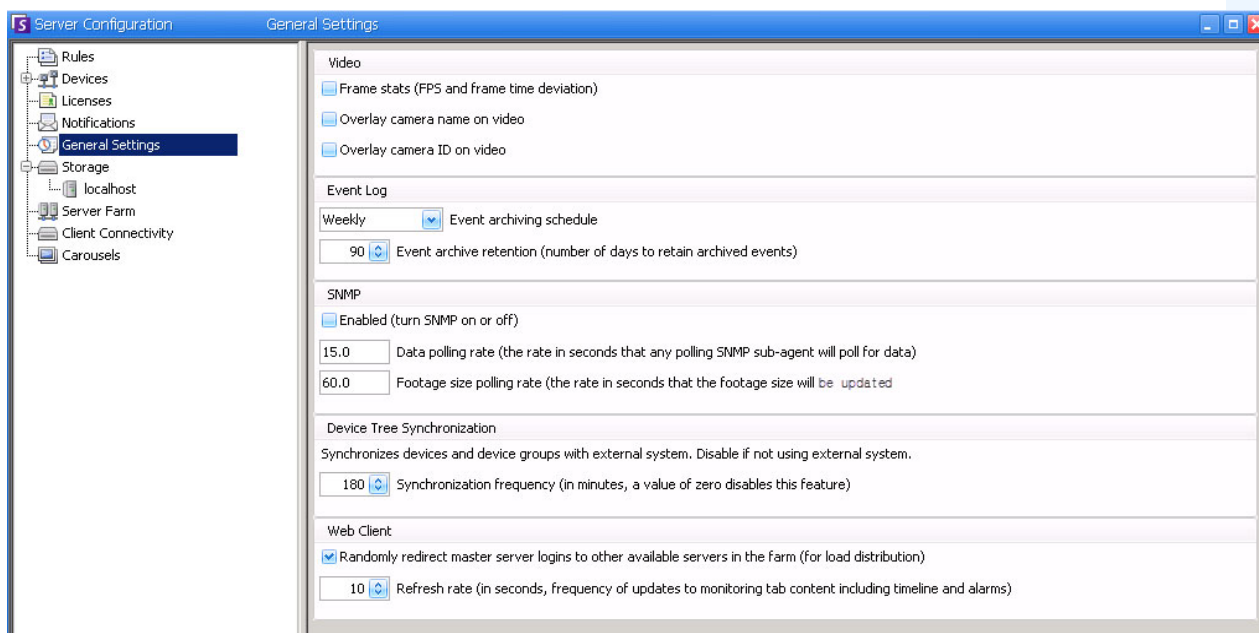 Server Configuration
General Settings
Rules
Devices
Licenses
Notifications
General Settings
Storage
localhost
Server Farm
Client Connectivity
Carousels
Video
Frame stats (FPS and frame time deviation)
Overlay camera name on video
Overlay camera ID on video
Event Log
Weekly Event archiving schedule
90 Event archive retention (number of days to retain archived events)
SNMP
Enabled (turn SNMP on or off)
15.0 Data polling rate (the rate in seconds that any polling SNMP sub-agent will poll for data)
60.0 Footage size polling rate (the rate in seconds that the footage size will be updated
Device Tree Synchronization
Synchronizes devices and device groups with external system. Disable if not using external system.
180 Synchronization frequency (in minutes, a value of zero disables this feature)
Web Client
Randomly redirect master server logins to other available servers in the farm (for load distribution)
10 Refresh rate (in seconds, frequency of updates to monitoring tab content including timeline and alarms)